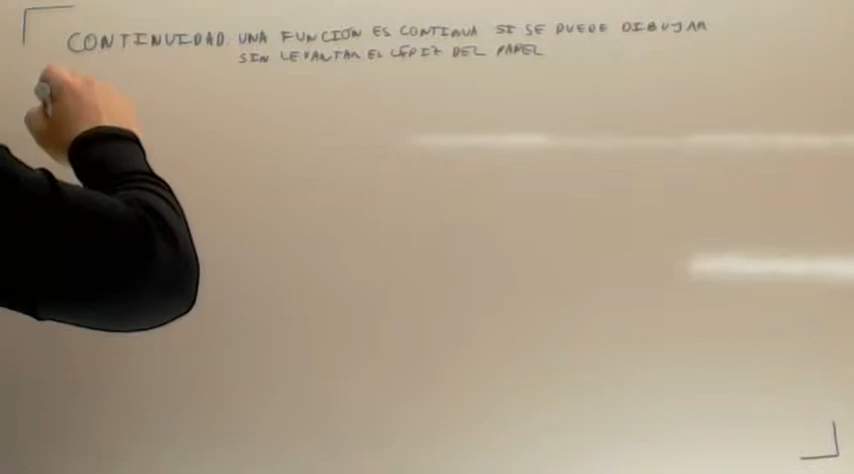 CONTINUIDAD. UNA FUNCIÓN ES CONTINUA SI SE PUEDE DIBUJAR
SIN LEVANTAR EL LÁPIZ DEL PAPEL